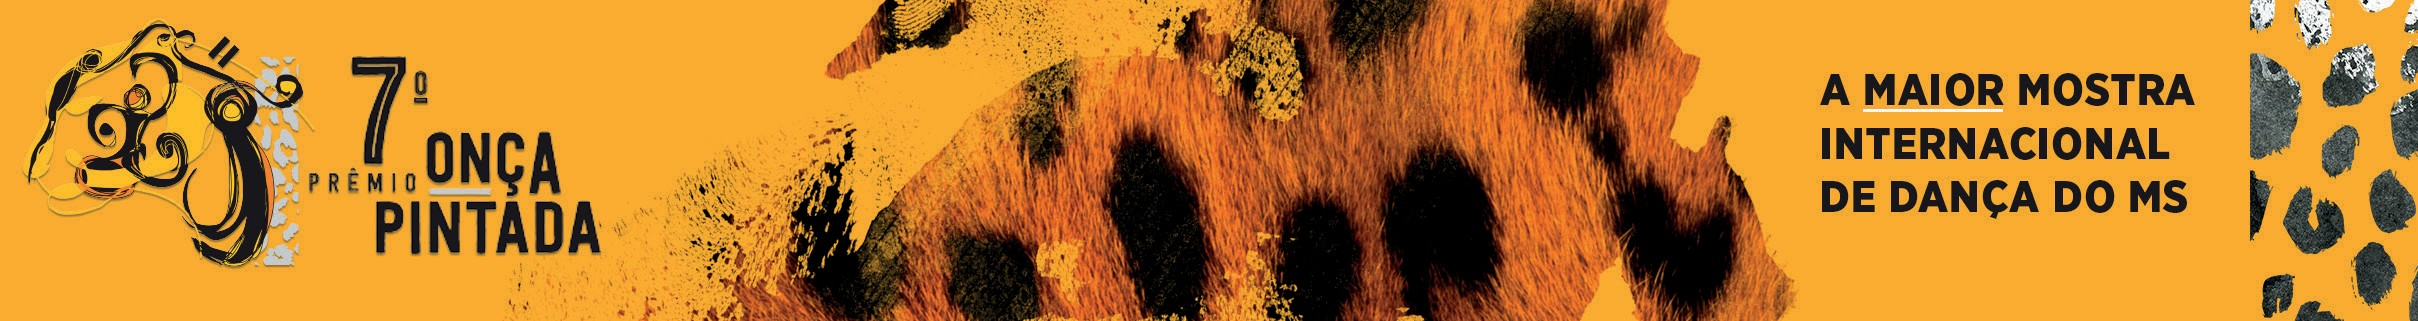 7º
PRÊMIO ONÇA
PINTADA
A MAIOR MOSTRA
INTERNACIONAL
DE DANÇA DO MS